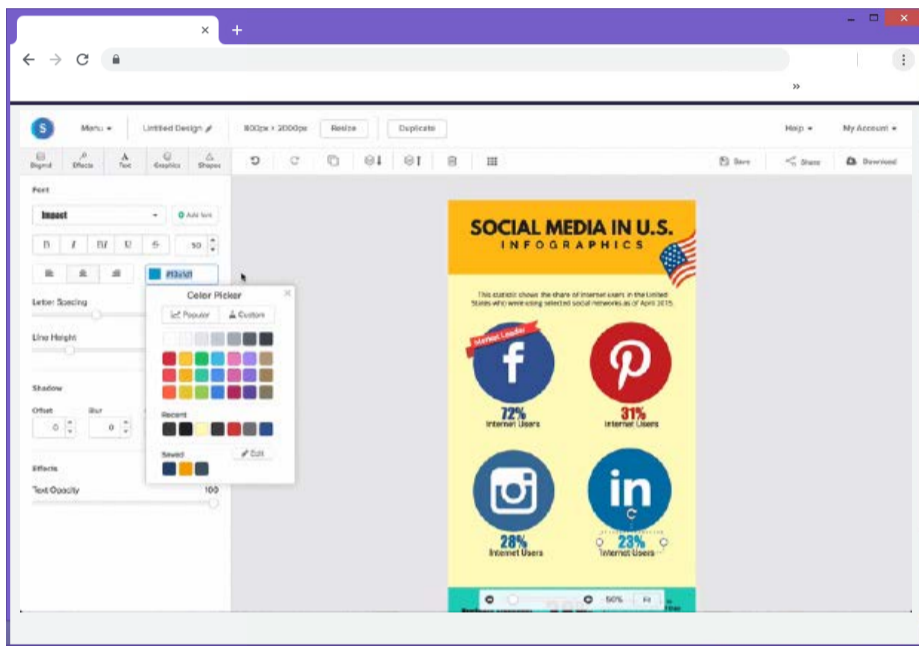 S Menu Untitled Design 800px × 2000px Resize Duplicate Help My Account
Effects Text Graphics Shapes Save Share Download
Font
Impact Add font
B I BI U S 50
Color Picker
Popular Custom
Letter Spacing
Line Height
Shadow
Offset Blur
0 0
Recent
Saved Edit
Effects
Text Opacity 100
SOCIAL MEDIA IN U.S.
INFOGRAPHICS
This statistic shows the share of internet users in the United
States who were using selected social networks as of April 2015.
Market Leader
f
72% 31%
Internet Users Internet Users
in
28% 23%
Internet Users Internet Users
50% Fit